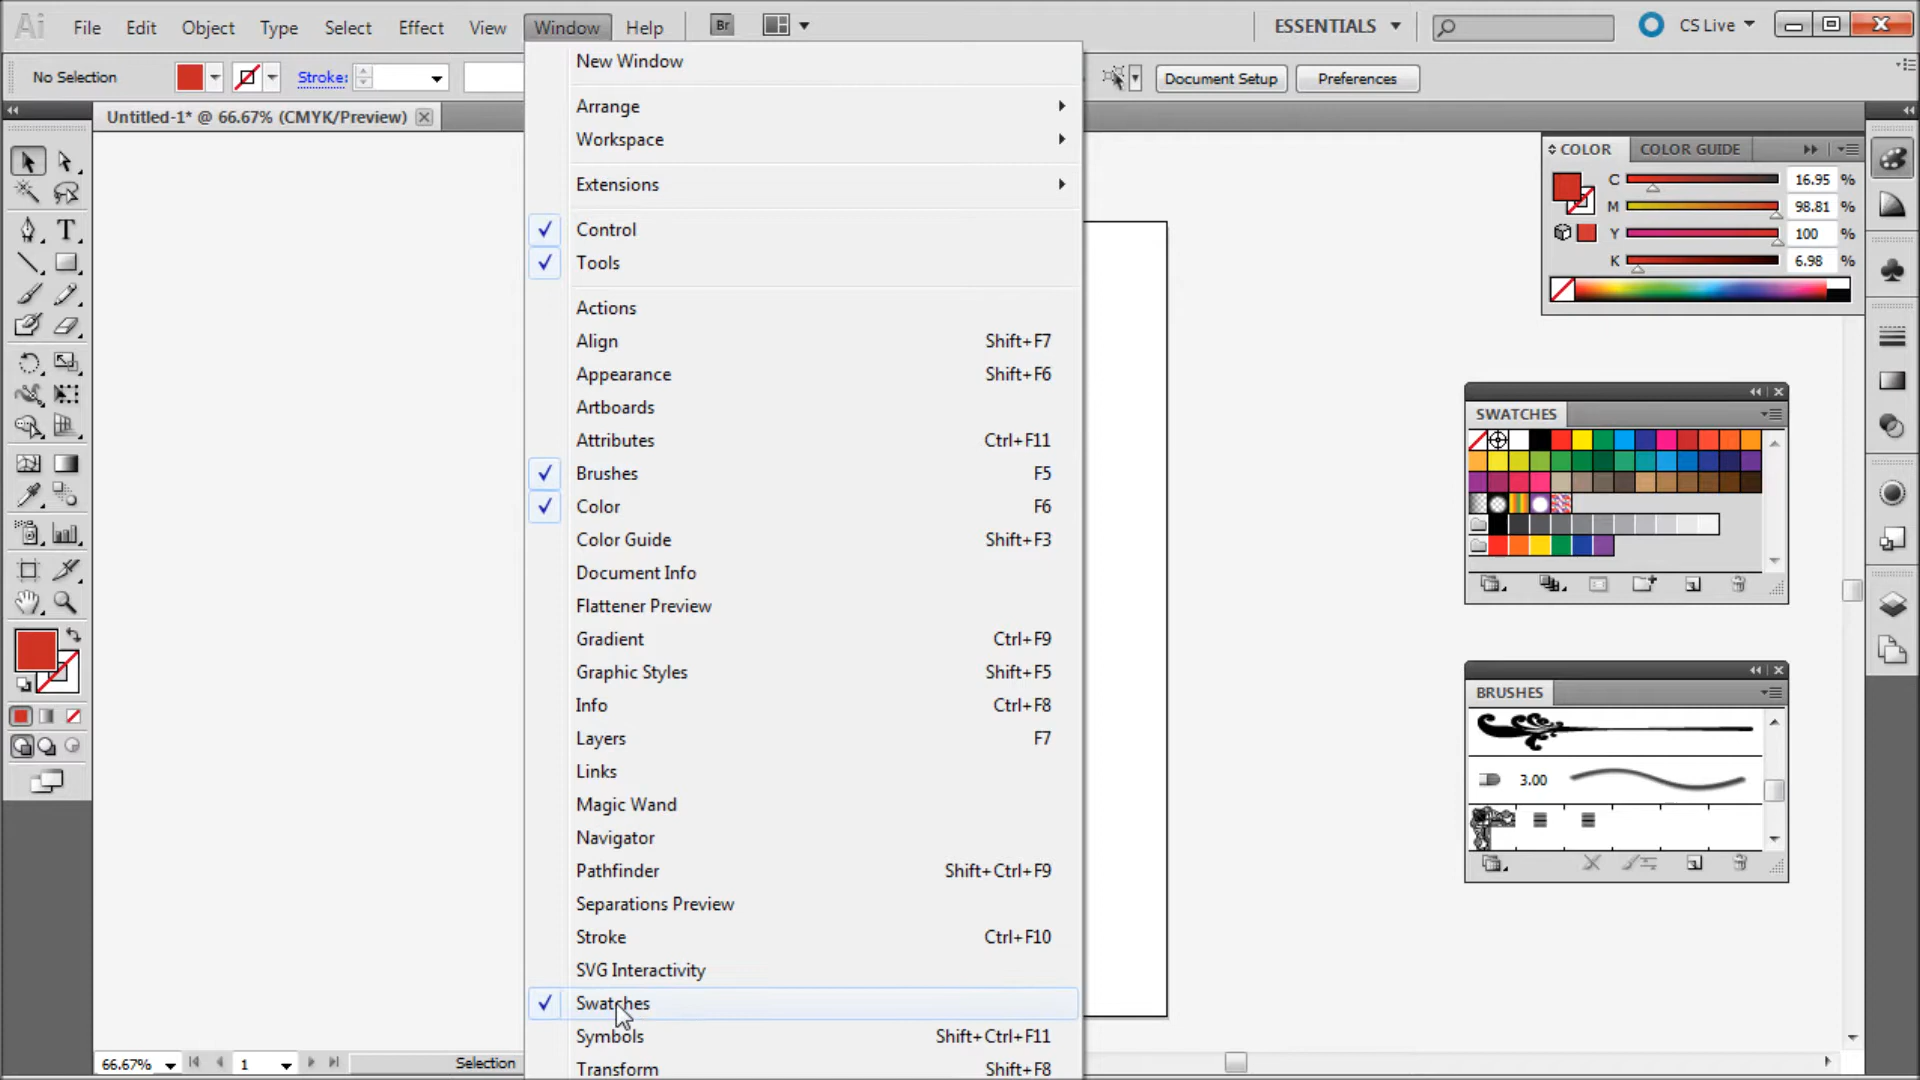 Ai File Edit Object Type Select Effect View Window Help Br ESSENTIALS CS Live
No Selection Stroke: Document Setup Preferences
Untitled-1* @ 66.67% (CMYK/Preview)
New Window
Arrange
Workspace
Extensions
Control
Tools
Actions
Align Shift+F7
Appearance Shift+F6
Artboards
Attributes Ctrl+F11
Brushes F5
Color F6
Color Guide Shift+F3
Document Info
Flattener Preview
Gradient Ctrl+F9
Graphic Styles Shift+F5
Info Ctrl+F8
Layers F7
Links
Magic Wand
Navigator
Pathfinder Shift+Ctrl+F9
Separations Preview
Stroke Ctrl+F10
SVG Interactivity
Swatches
Symbols Shift+Ctrl+F11
Transform Shift+F8
COLOR COLOR GUIDE
C 16.95 %
M 98.81 %
Y 100 %
K 6.98 %
SWATCHES
BRUSHES
3.00
66.67% 1 Selection